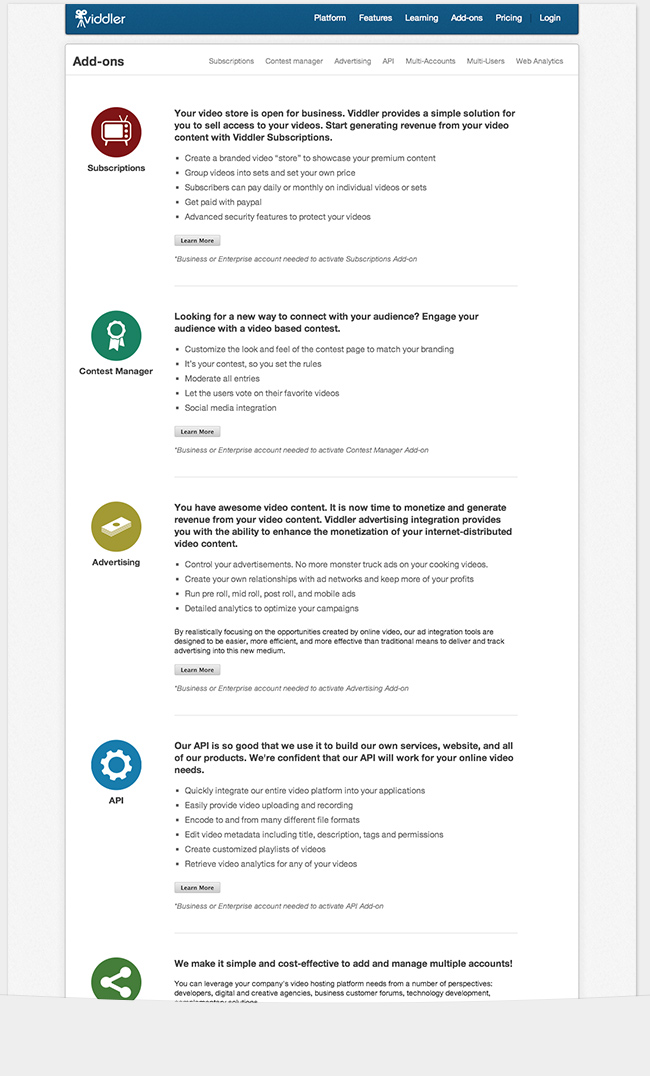 viddler
Platform Features Learning Add-ons Pricing Login
Add-ons
Subscriptions Contest manager Advertising API Multi-Accounts Multi-Users Web Analytics
Subscriptions
Your video store is open for business. Viddler provides a simple solution for
you to sell access to your videos. Start generating revenue from your video
content with Viddler Subscriptions.
• Create a branded video “store” to showcase your premium content
• Group videos into sets and set your own price
• Subscribers can pay daily or monthly on individual videos or sets
• Get paid with paypal
• Advanced security features to protect your videos
Learn More
*Business or Enterprise account needed to activate Subscriptions Add-on
Contest Manager
Looking for a new way to connect with your audience? Engage your
audience with a video based contest.
• Customize the look and feel of the contest page to match your branding
• It's your contest, so you set the rules
• Moderate all entries
• Let the users vote on their favorite videos
• Social media integration
Learn More
*Business or Enterprise account needed to activate Contest Manager Add-on
Advertising
You have awesome video content. It is now time to monetize and generate
revenue from your video content. Viddler advertising integration provides
you with the ability to enhance the monetization of your internet-distributed
video content.
• Control your advertisements. No more monster truck ads on your cooking videos.
• Create your own relationships with ad networks and keep more of your profits
• Run pre roll, mid roll, post roll, and mobile ads
• Detailed analytics to optimize your campaigns
By realistically focusing on the opportunities created by online video, our ad integration tools are
designed to be easier, more efficient, and more effective than traditional means to deliver and track
advertising into this new medium.
Learn More
*Business or Enterprise account needed to activate Advertising Add-on
API
Our API is so good that we use it to build our own services, website, and all
of our products. We're confident that our API will work for your online video
needs.
• Quickly integrate our entire video platform into your applications
• Easily provide video uploading and recording
• Encode to and from many different file formats
• Edit video metadata including title, description, tags and permissions
• Create customized playlists of videos
• Retrieve video analytics for any of your videos
Learn More
*Business or Enterprise account needed to activate API Add-on
We make it simple and cost-effective to add and manage multiple accounts!
You can leverage your company's video hosting platform needs from a number of perspectives:
developers, digital and creative agencies, business customer forums, technology development,